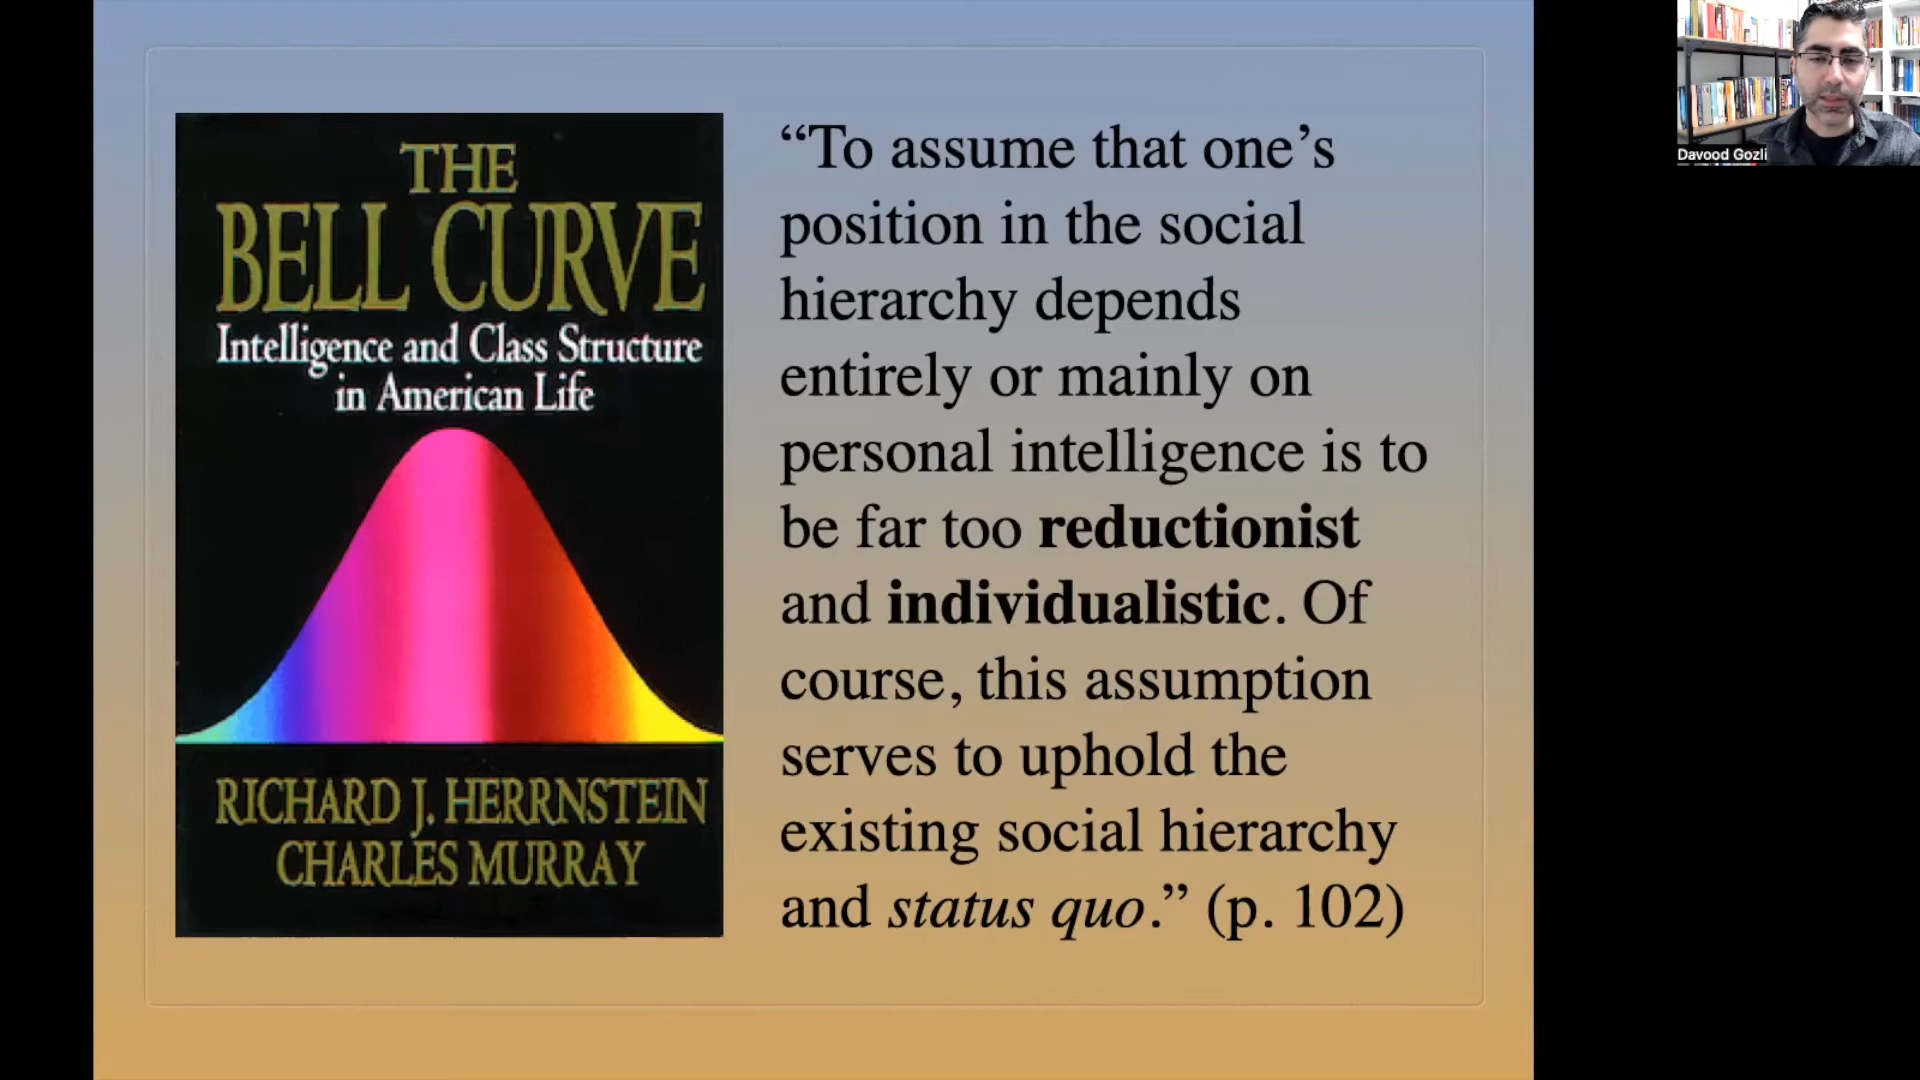 THE
BELL CURVE
Intelligence and Class Structure
in American Life
RICHARD J. HERRNSTEIN
CHARLES MURRAY
“To assume that one’s
position in the social
hierarchy depends
entirely or mainly on
personal intelligence is to
be far too reductionist
and individualistic. Of
course, this assumption
serves to uphold the
existing social hierarchy
and status quo.” (p. 102)
Davood Gozli